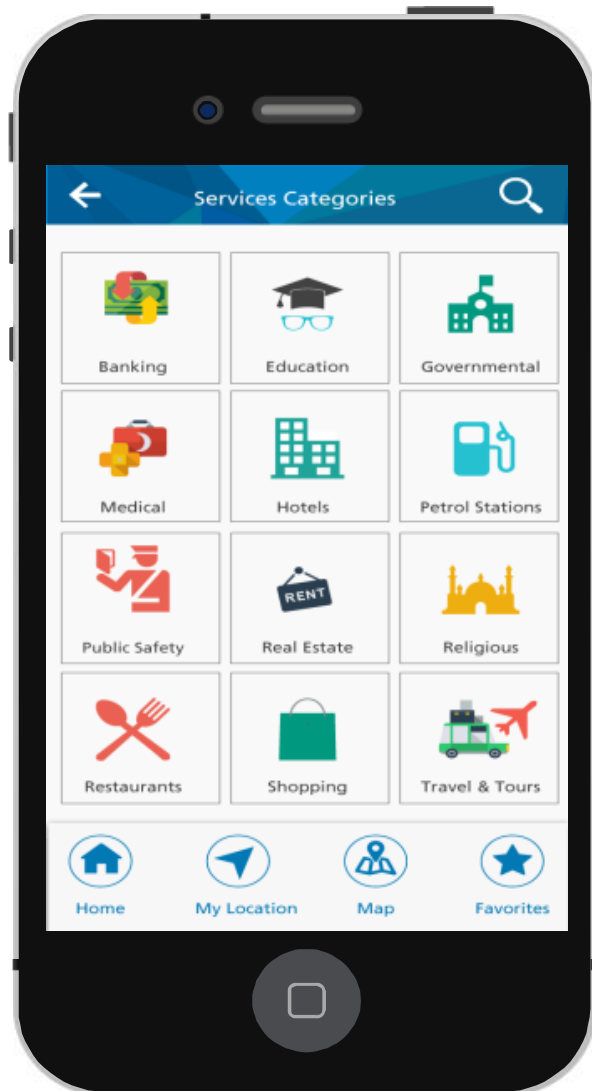 Services Categories
Banking
Education
Governmental
Medical
Hotels
Petrol Stations
Public Safety
RENT
Real Estate
Religious
Restaurants
Shopping
Travel & Tours
Home
My Location
Map
Favorites